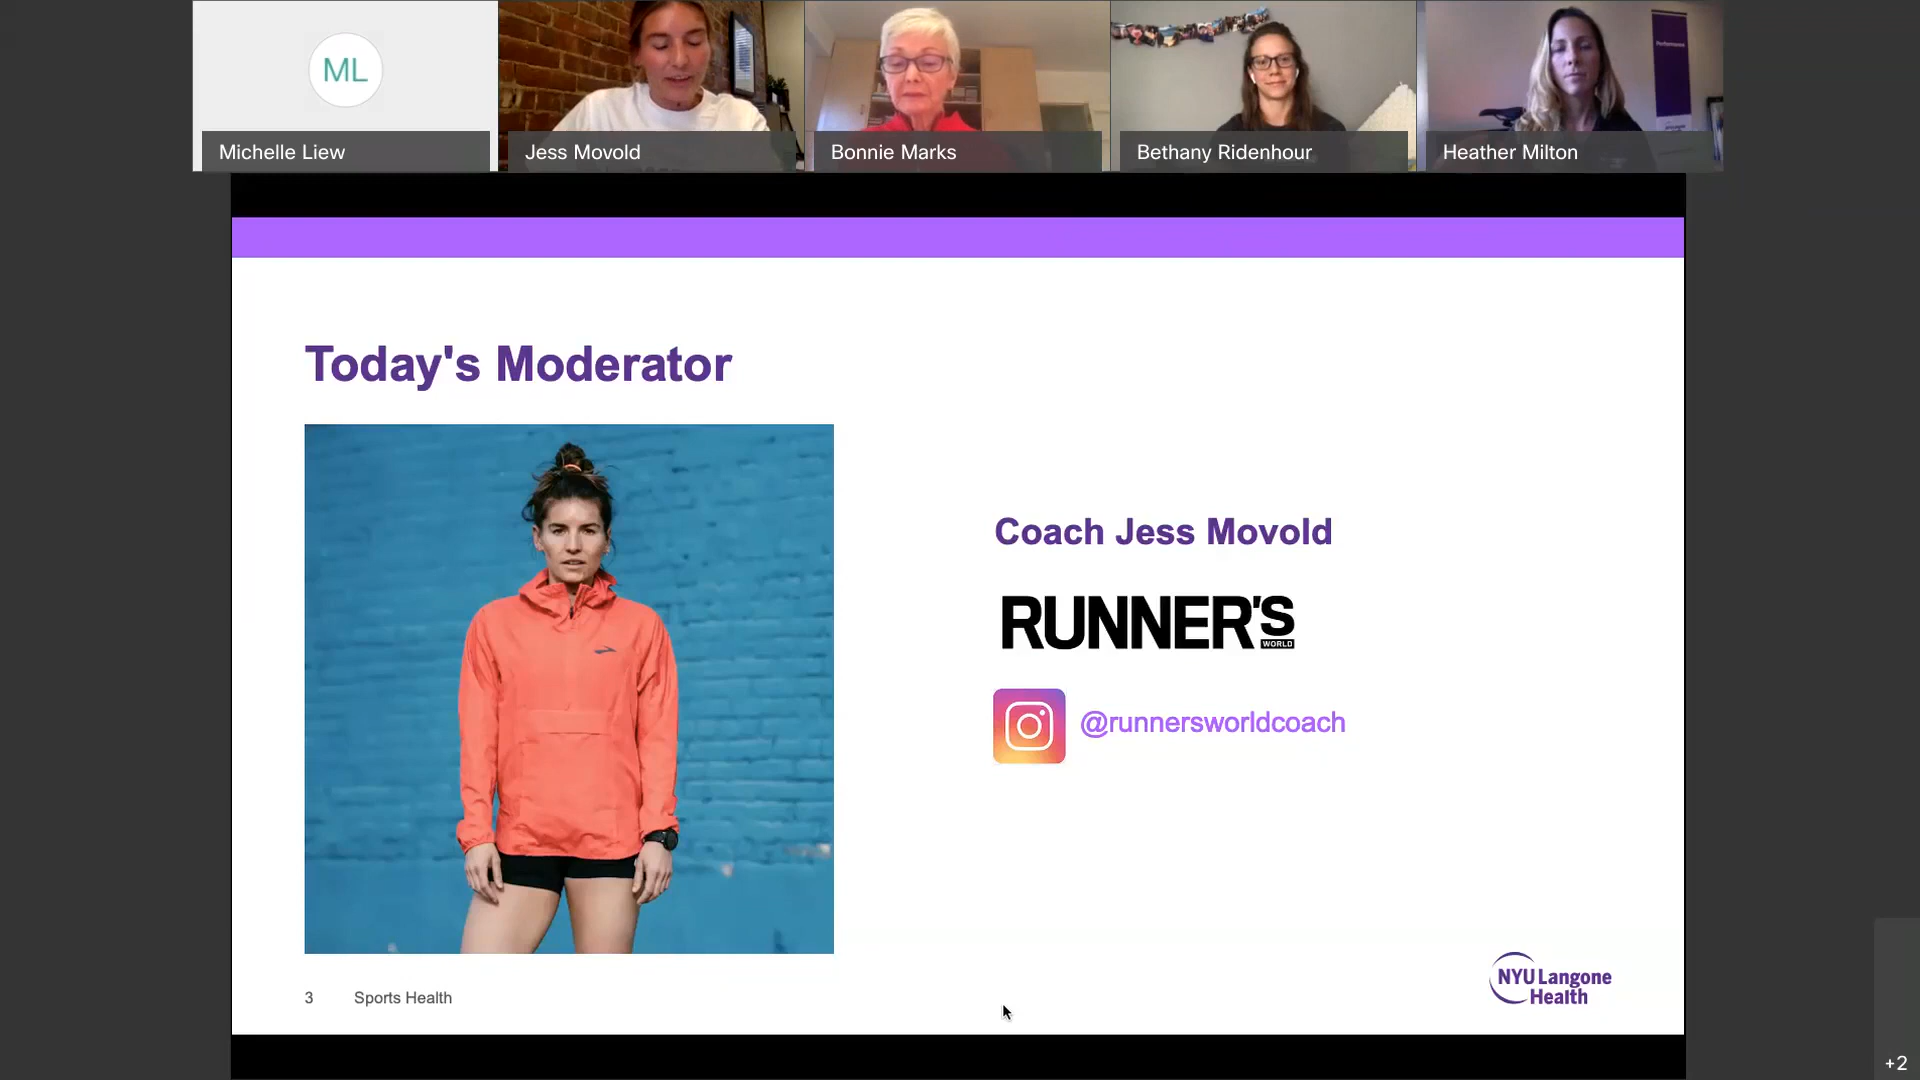 ML
Michelle Liew
Jess Movold
Bonnie Marks
Bethany Ridenhour
Heather Milton
Today's Moderator
Coach Jess Movold
RUNNER'S
WORLD
@runnersworldcoach
3 Sports Health
NYU Langone
Health
+2